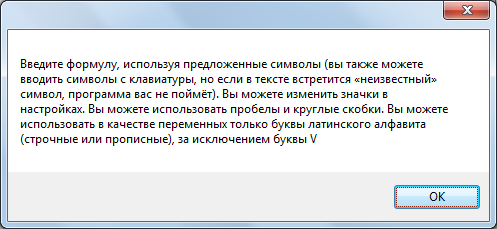 Введите формулу, используя предложенные символы (вы также можете
вводить символы с клавиатуры, но если в тексте встретится «неизвестный»
символ, программа вас не поймёт). Вы можете изменить значки в
настройках. Вы можете использовать пробелы и круглые скобки. Вы можете
использовать в качестве переменных только буквы латинского алфавита
(строчные или прописные), за исключением буквы V
OK